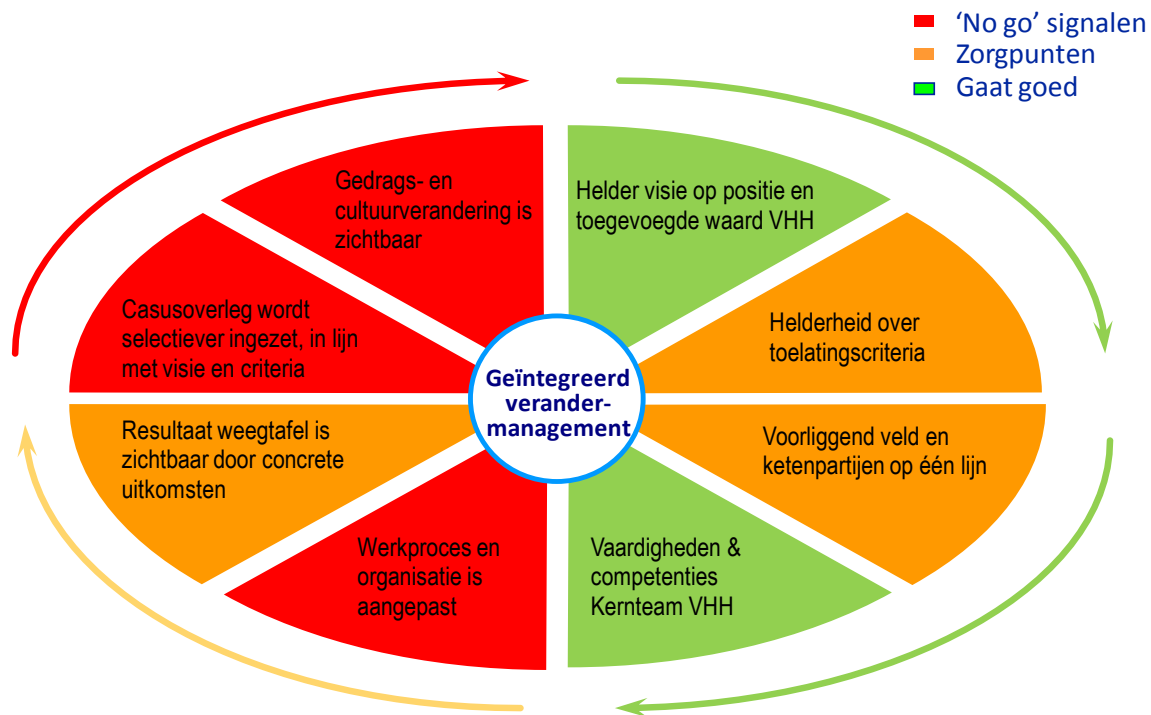 ‘No go’ signalen
Zorgpunten
Gaat goed
Gedrags- en
cultuurverandering is
zichtbaar
Helder visie op positie en
toegevoegde waard VHH
Casusoverleg wordt
selectiever ingezet, in lijn
met visie en criteria
Helderheid over
toelatingscriteria
Geïntegreerd
verander-
management
Resultaat weegtafel is
zichtbaar door concrete
uitkomsten
Voorliggend veld en
ketenpartijen op één lijn
Werkproces en
organisatie is
aangepast
Vaardigheden &
competenties
Kernteam VHH